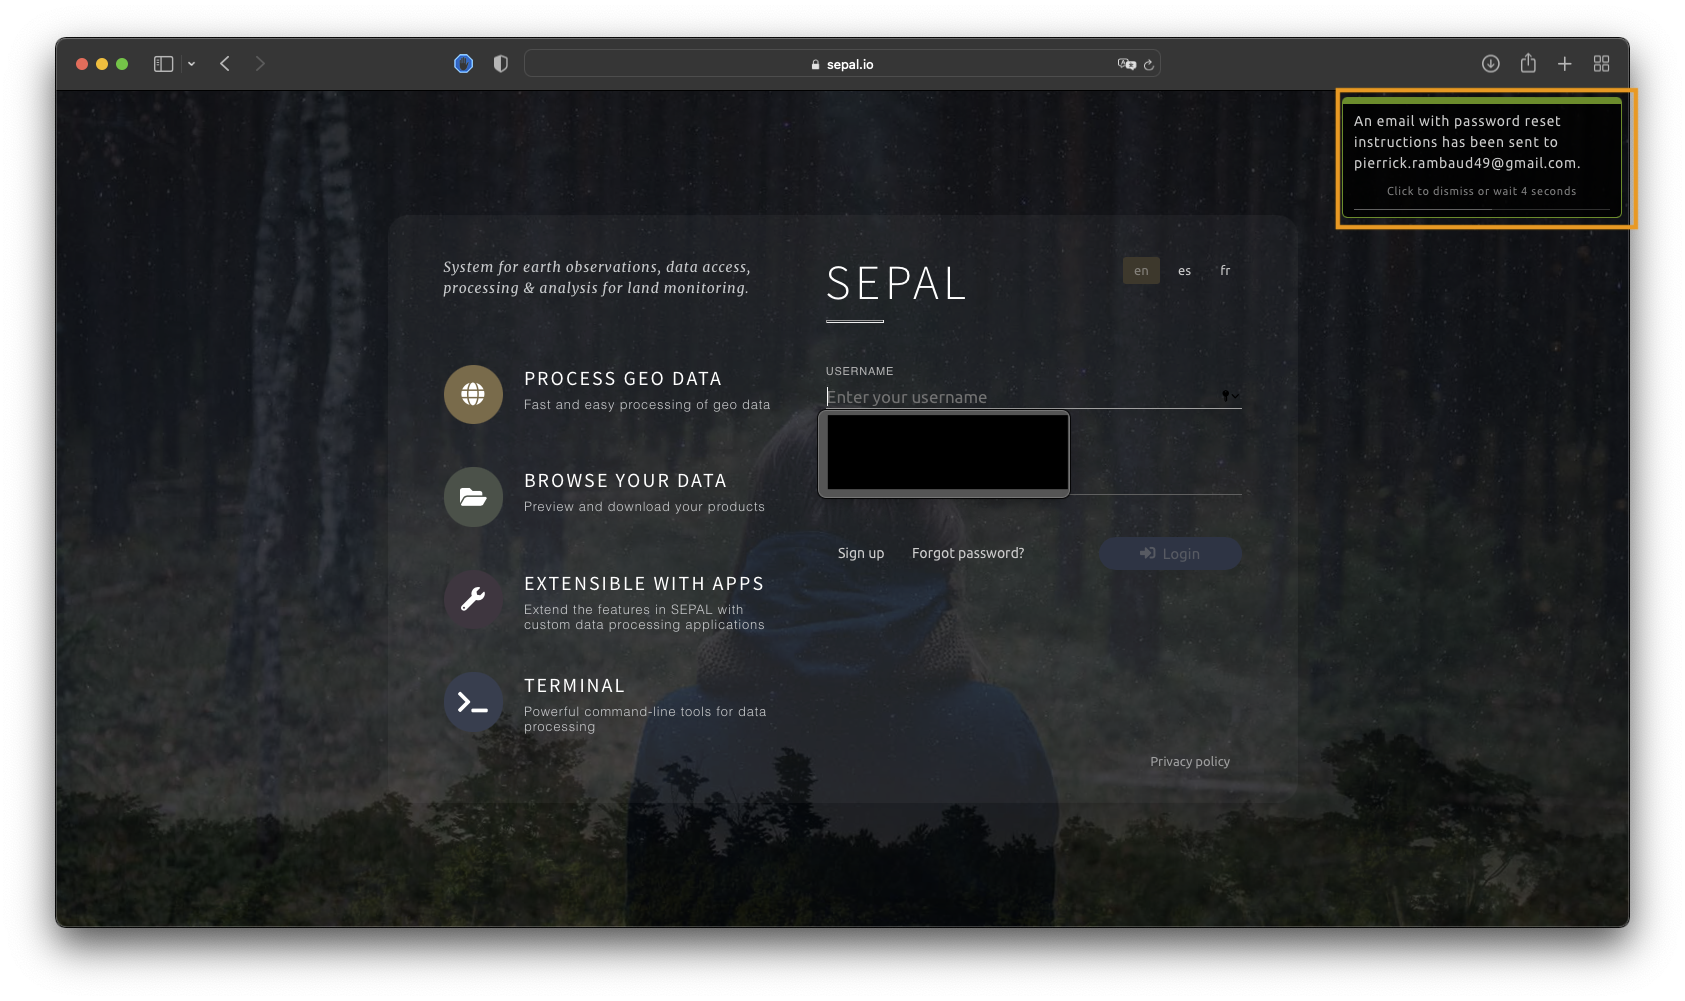 sepal.io
An email with password reset
instructions has been sent to
pierrick.rambaud49@gmail.com.
Click to dismiss or wait 4 seconds
System for earth observations, data access,
processing & analysis for land monitoring.
PROCESS GEO DATA
Fast and easy processing of geo data
BROWSE YOUR DATA
Preview and download your products
EXTENSIBLE WITH APPS
Extend the features in SEPAL with
custom data processing applications
TERMINAL
Powerful command-line tools for data
processing
SEPAL
en es fr
USERNAME
Enter your username
Sign up Forgot password? Login
Privacy policy